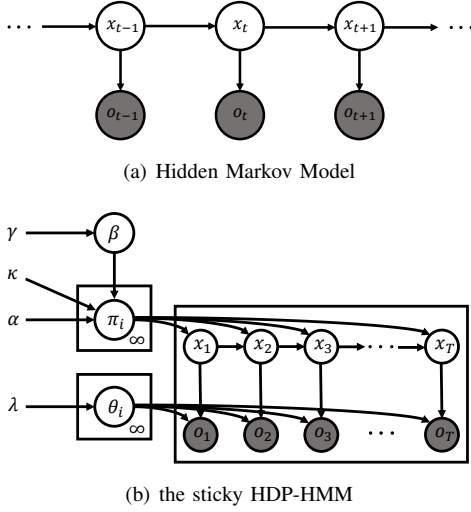 ··· x_{t−1} x_t x_{t+1} ···
o_{t−1} o_t o_{t+1}
(a) Hidden Markov Model
γ β
κ
α π_i ∞
x_1 x_2 x_3 ··· x_T
λ θ_i ∞
o_1 o_2 o_3 ··· o_T
(b) the sticky HDP-HMM